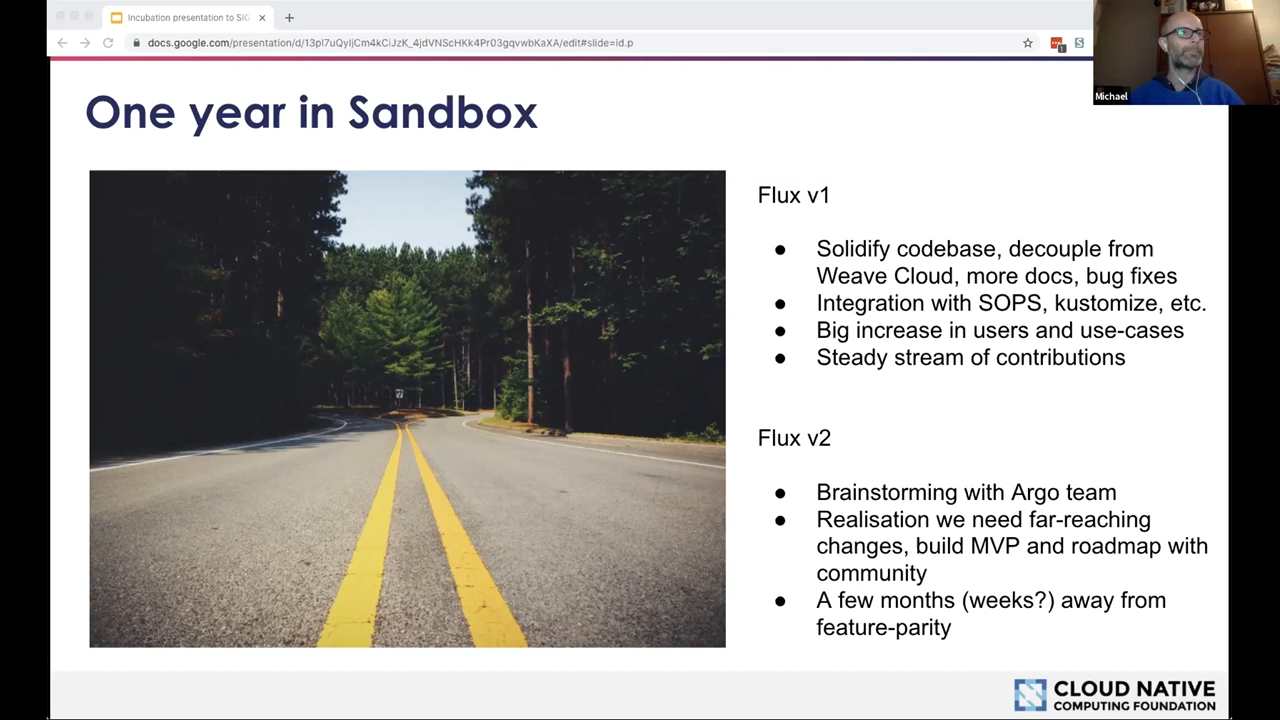 Incubation presentation to SIG
docs.google.com/presentation/d/13pl7uQyIjCm4kCiJzK_4jdVNScHKk4Pr03gqvwbKaXA/edit#slide=id.p
Michael
One year in Sandbox
Flux v1
● Solidify codebase, decouple from
Weave Cloud, more docs, bug fixes
● Integration with SOPS, kustomize, etc.
● Big increase in users and use-cases
● Steady stream of contributions
Flux v2
● Brainstorming with Argo team
● Realisation we need far-reaching
changes, build MVP and roadmap with
community
● A few months (weeks?) away from
feature-parity
CLOUD NATIVE
COMPUTING FOUNDATION